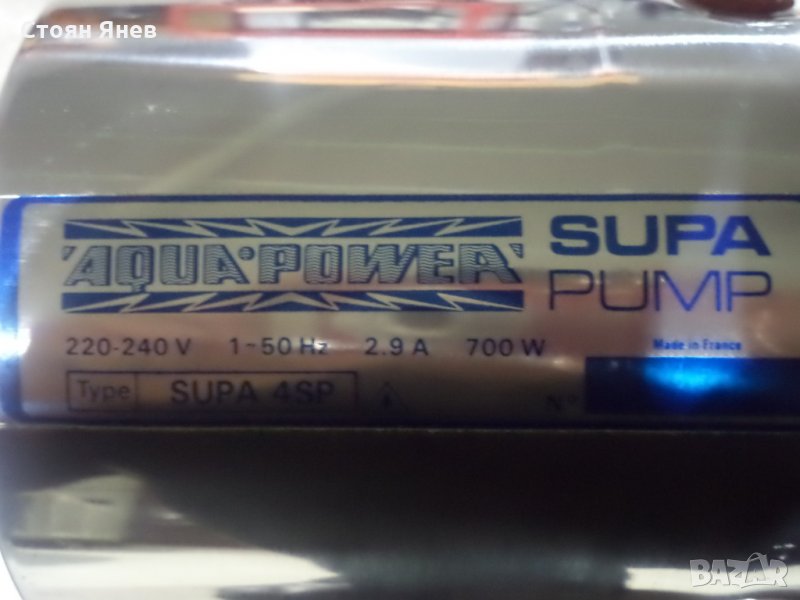 Стоян Янев
AQUA POWER
SUPA
PUMP
220-240 V 1~50 Hz 2.9 A 700 W
Made in France
Type SUPA 4SP
N°
BAZAR